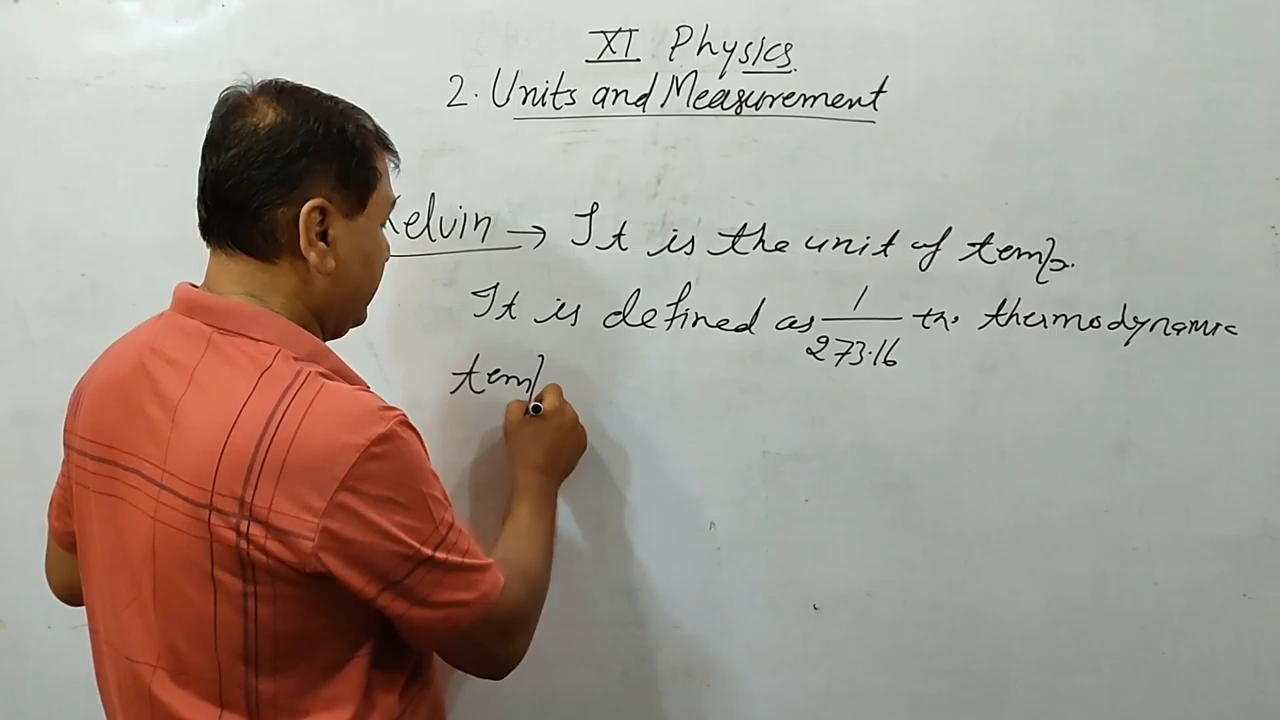 XI Physics.
2. Units and Measurement
Kelvin → It is the unit of temp.
It is defined as 1/273.16 th. thermodynamic
temp